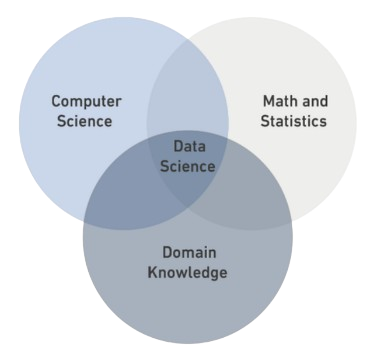 Computer
Science
Math and
Statistics
Data
Science
Domain
Knowledge